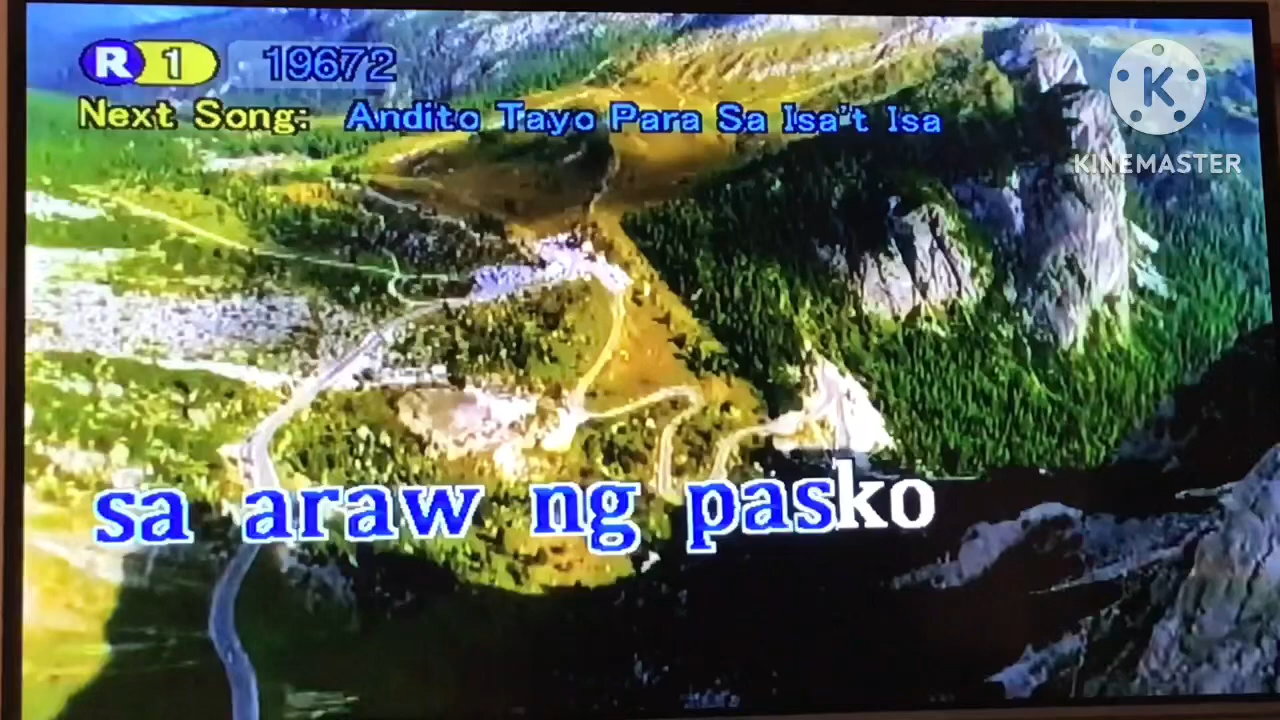 R 1 19672
Next Song: Andito Tayo Para Sa Isa't Isa
K
KINEMASTER
sa araw ng pasko